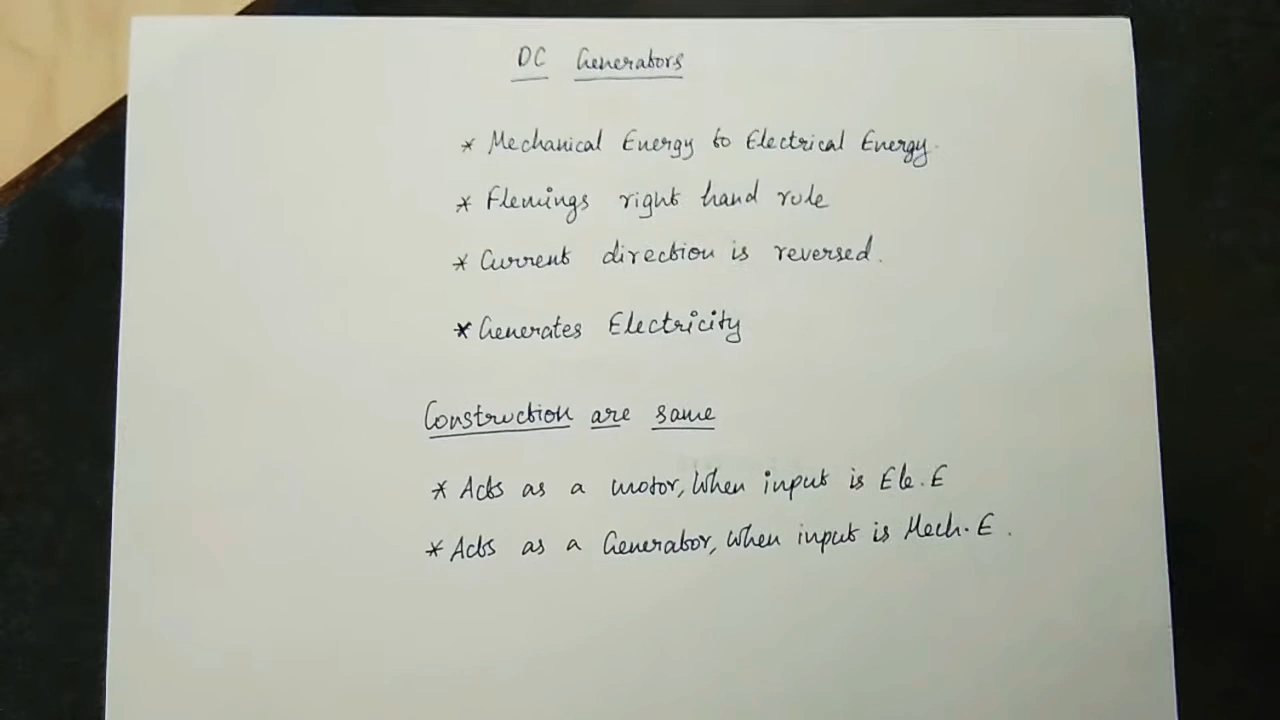 DC Generators
* Mechanical Energy to Electrical Energy.
* Flemings right hand rule
* Current direction is reversed.
* Generates Electricity
Construction are same
* Acts as a motor, When input is Ele. E
* Acts as a Generator, When input is Mech. E.